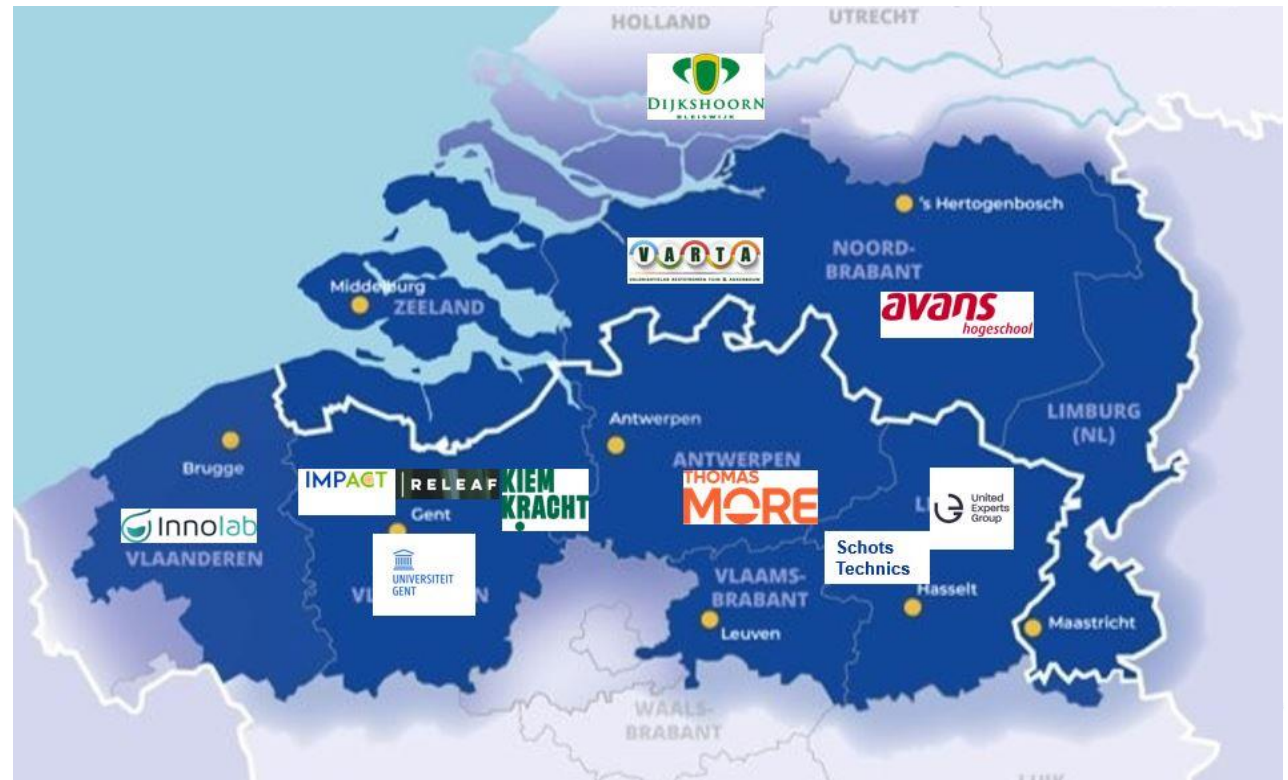 HOLLAND
UTRECHT
DIJKSHOORN
BLEISWIJK
's Hertogenbosch
VARTA
NOORD-
BRABANT
Middelburg
ZEELAND
avans
hogeschool
LIMBURG
(NL)
Antwerpen
Brugge
ANTWERPEN
IMPACT
RELEAF
KIEM
KRACHT
THOMAS
MORE
United
Experts
Group
Innolab
Gent
VLAANDEREN
UNIVERSITEIT
GENT
Schots
Technics
VLAAMS-
BRABANT
Hasselt
Leuven
Maastricht
WAALS-
BRABANT